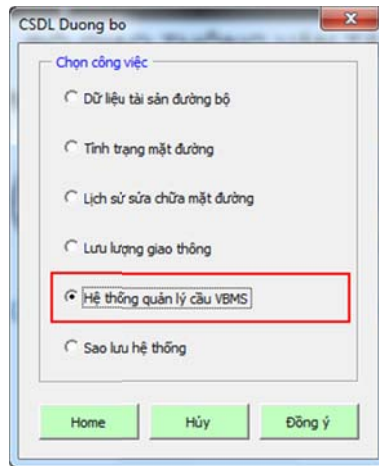 CSDL Duong bo
Chọn công việc
Dữ liệu tài sản đường bộ
Tình trạng mặt đường
Lịch sử sửa chữa mặt đường
Lưu lượng giao thông
Hệ thống quản lý cầu VBMS
Sao lưu hệ thống
Home
Hủy
Đồng ý